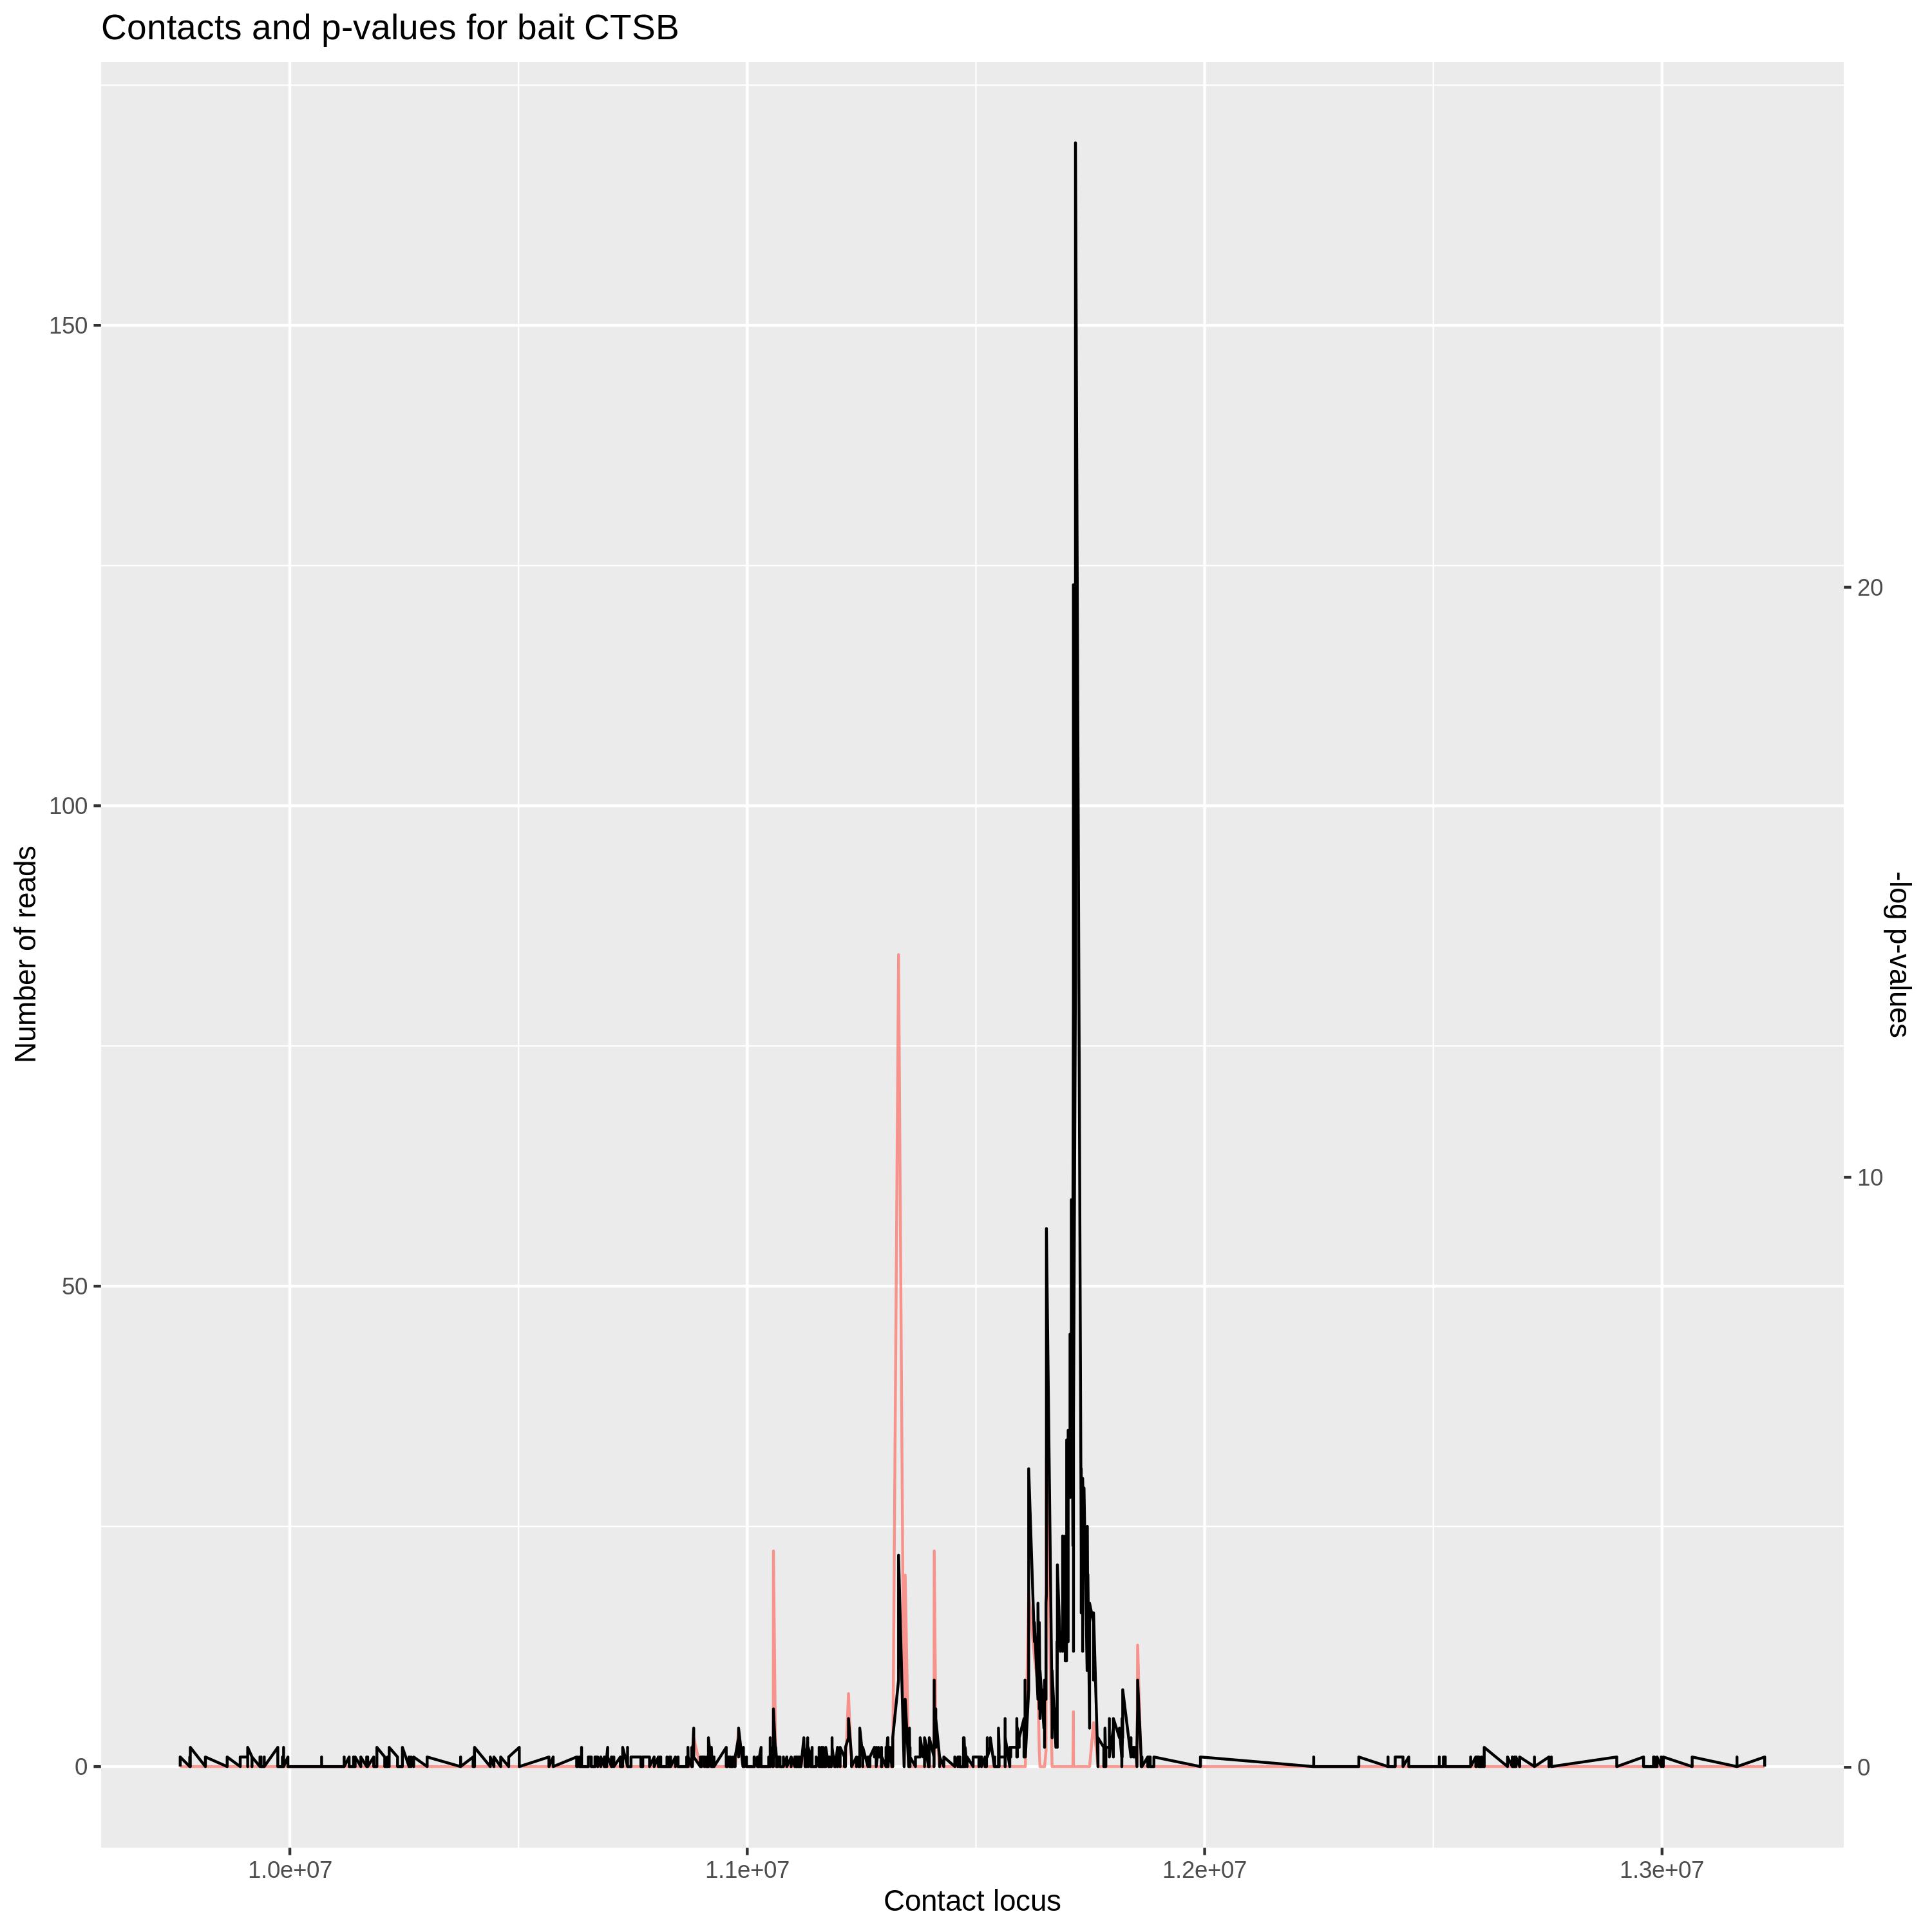 Contacts and p-values for bait CTSB
150
100
50
0
Number of reads
20
10
0
-log p-values
1.0e+07
1.1e+07
1.2e+07
1.3e+07
Contact locus